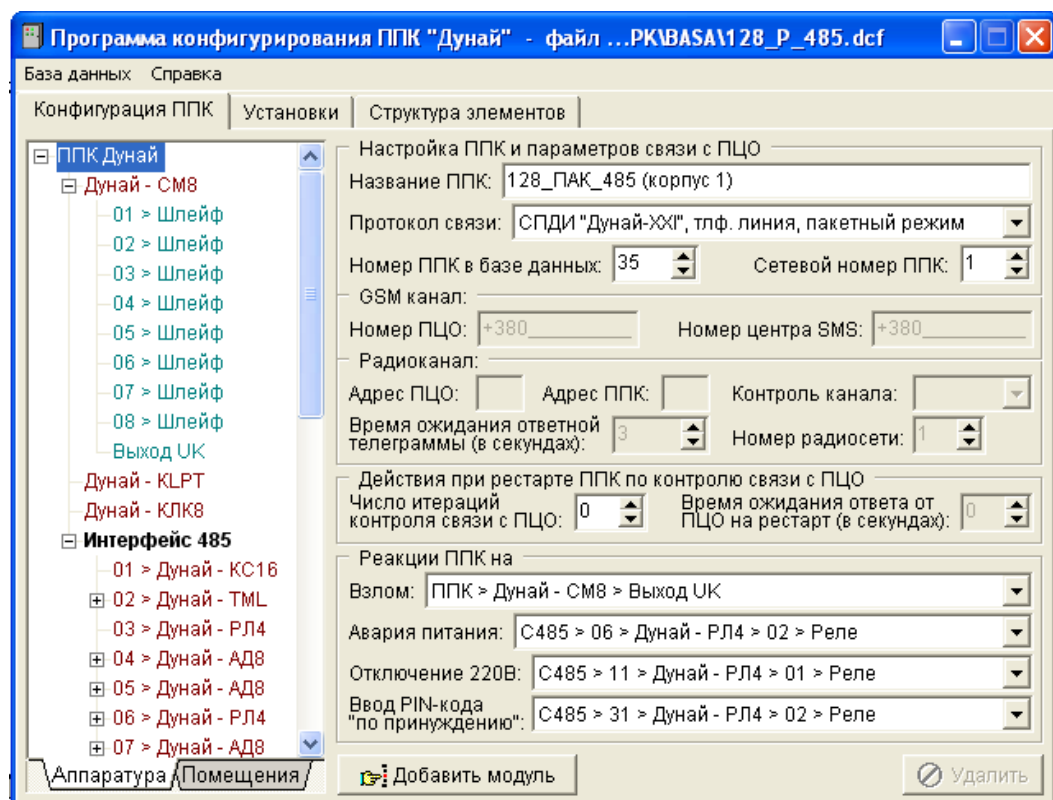 Программа конфигурирования ППК "Дунай" - файл ...PK\BASA\128_P_485.dcf
База данных Справка
Конфигурация ППК Установки Структура элементов
ППК Дунай
Дунай - СМ8
01 > Шлейф
02 > Шлейф
03 > Шлейф
04 > Шлейф
05 > Шлейф
06 > Шлейф
07 > Шлейф
08 > Шлейф
Выход UK
Дунай - KLPT
Дунай - КЛК8
Интерфейс 485
01 > Дунай - КС16
02 > Дунай - TML
03 > Дунай - РЛ4
04 > Дунай - АД8
05 > Дунай - АД8
06 > Дунай - РЛ4
07 > Дунай - АД8
Аппаратура Помещения
Настройка ППК и параметров связи с ПЦО
Название ППК: 128_ПАК_485 (корпус 1)
Протокол связи: СПДИ "Дунай-XXI", тлф. линия, пакетный режим
Номер ППК в базе данных: 35 Сетевой номер ППК: 1
GSM канал:
Номер ПЦО: +380________ Номер центра SMS: +380________
Радиоканал:
Адрес ПЦО: Адрес ППК: Контроль канала:
Время ожидания ответной
телеграммы (в секундах): 3 Номер радиосети: 1
Действия при рестарте ППК по контролю связи с ПЦО
Число итераций
контроля связи с ПЦО: 0
Время ожидания ответа от
ПЦО на рестарт (в секундах): 0
Реакции ППК на
Взлом: ППК > Дунай - СМ8 > Выход UK
Авария питания: С485 > 06 > Дунай - РЛ4 > 02 > Реле
Отключение 220В: С485 > 11 > Дунай - РЛ4 > 01 > Реле
Ввод PIN-кода
"по принуждению": С485 > 31 > Дунай - РЛ4 > 02 > Реле
Добавить модуль Удалить